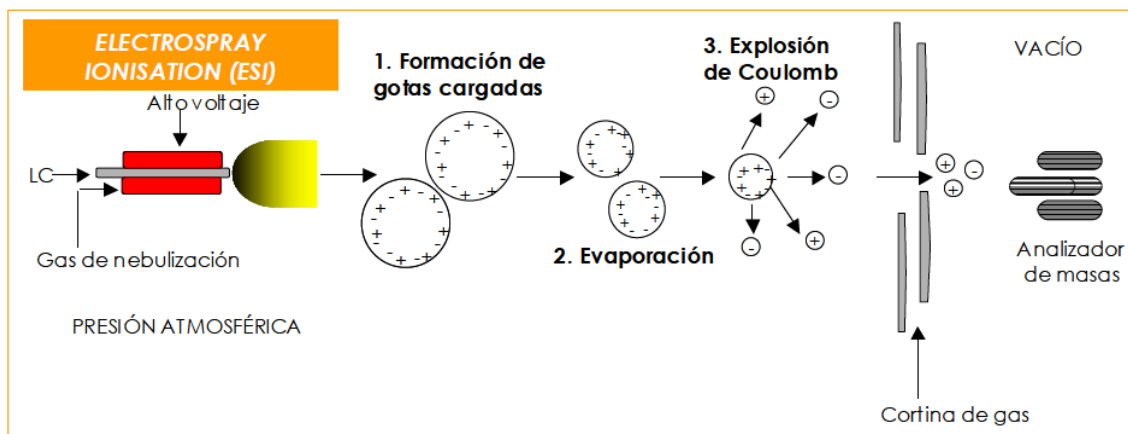 ELECTROSPRAY
IONISATION (ESI)
Alto voltaje
LC
Gas de nebulización
PRESIÓN ATMOSFÉRICA
1. Formación de
gotas cargadas
2. Evaporación
3. Explosión
de Coulomb
VACÍO
Analizador
de masas
Cortina de gas